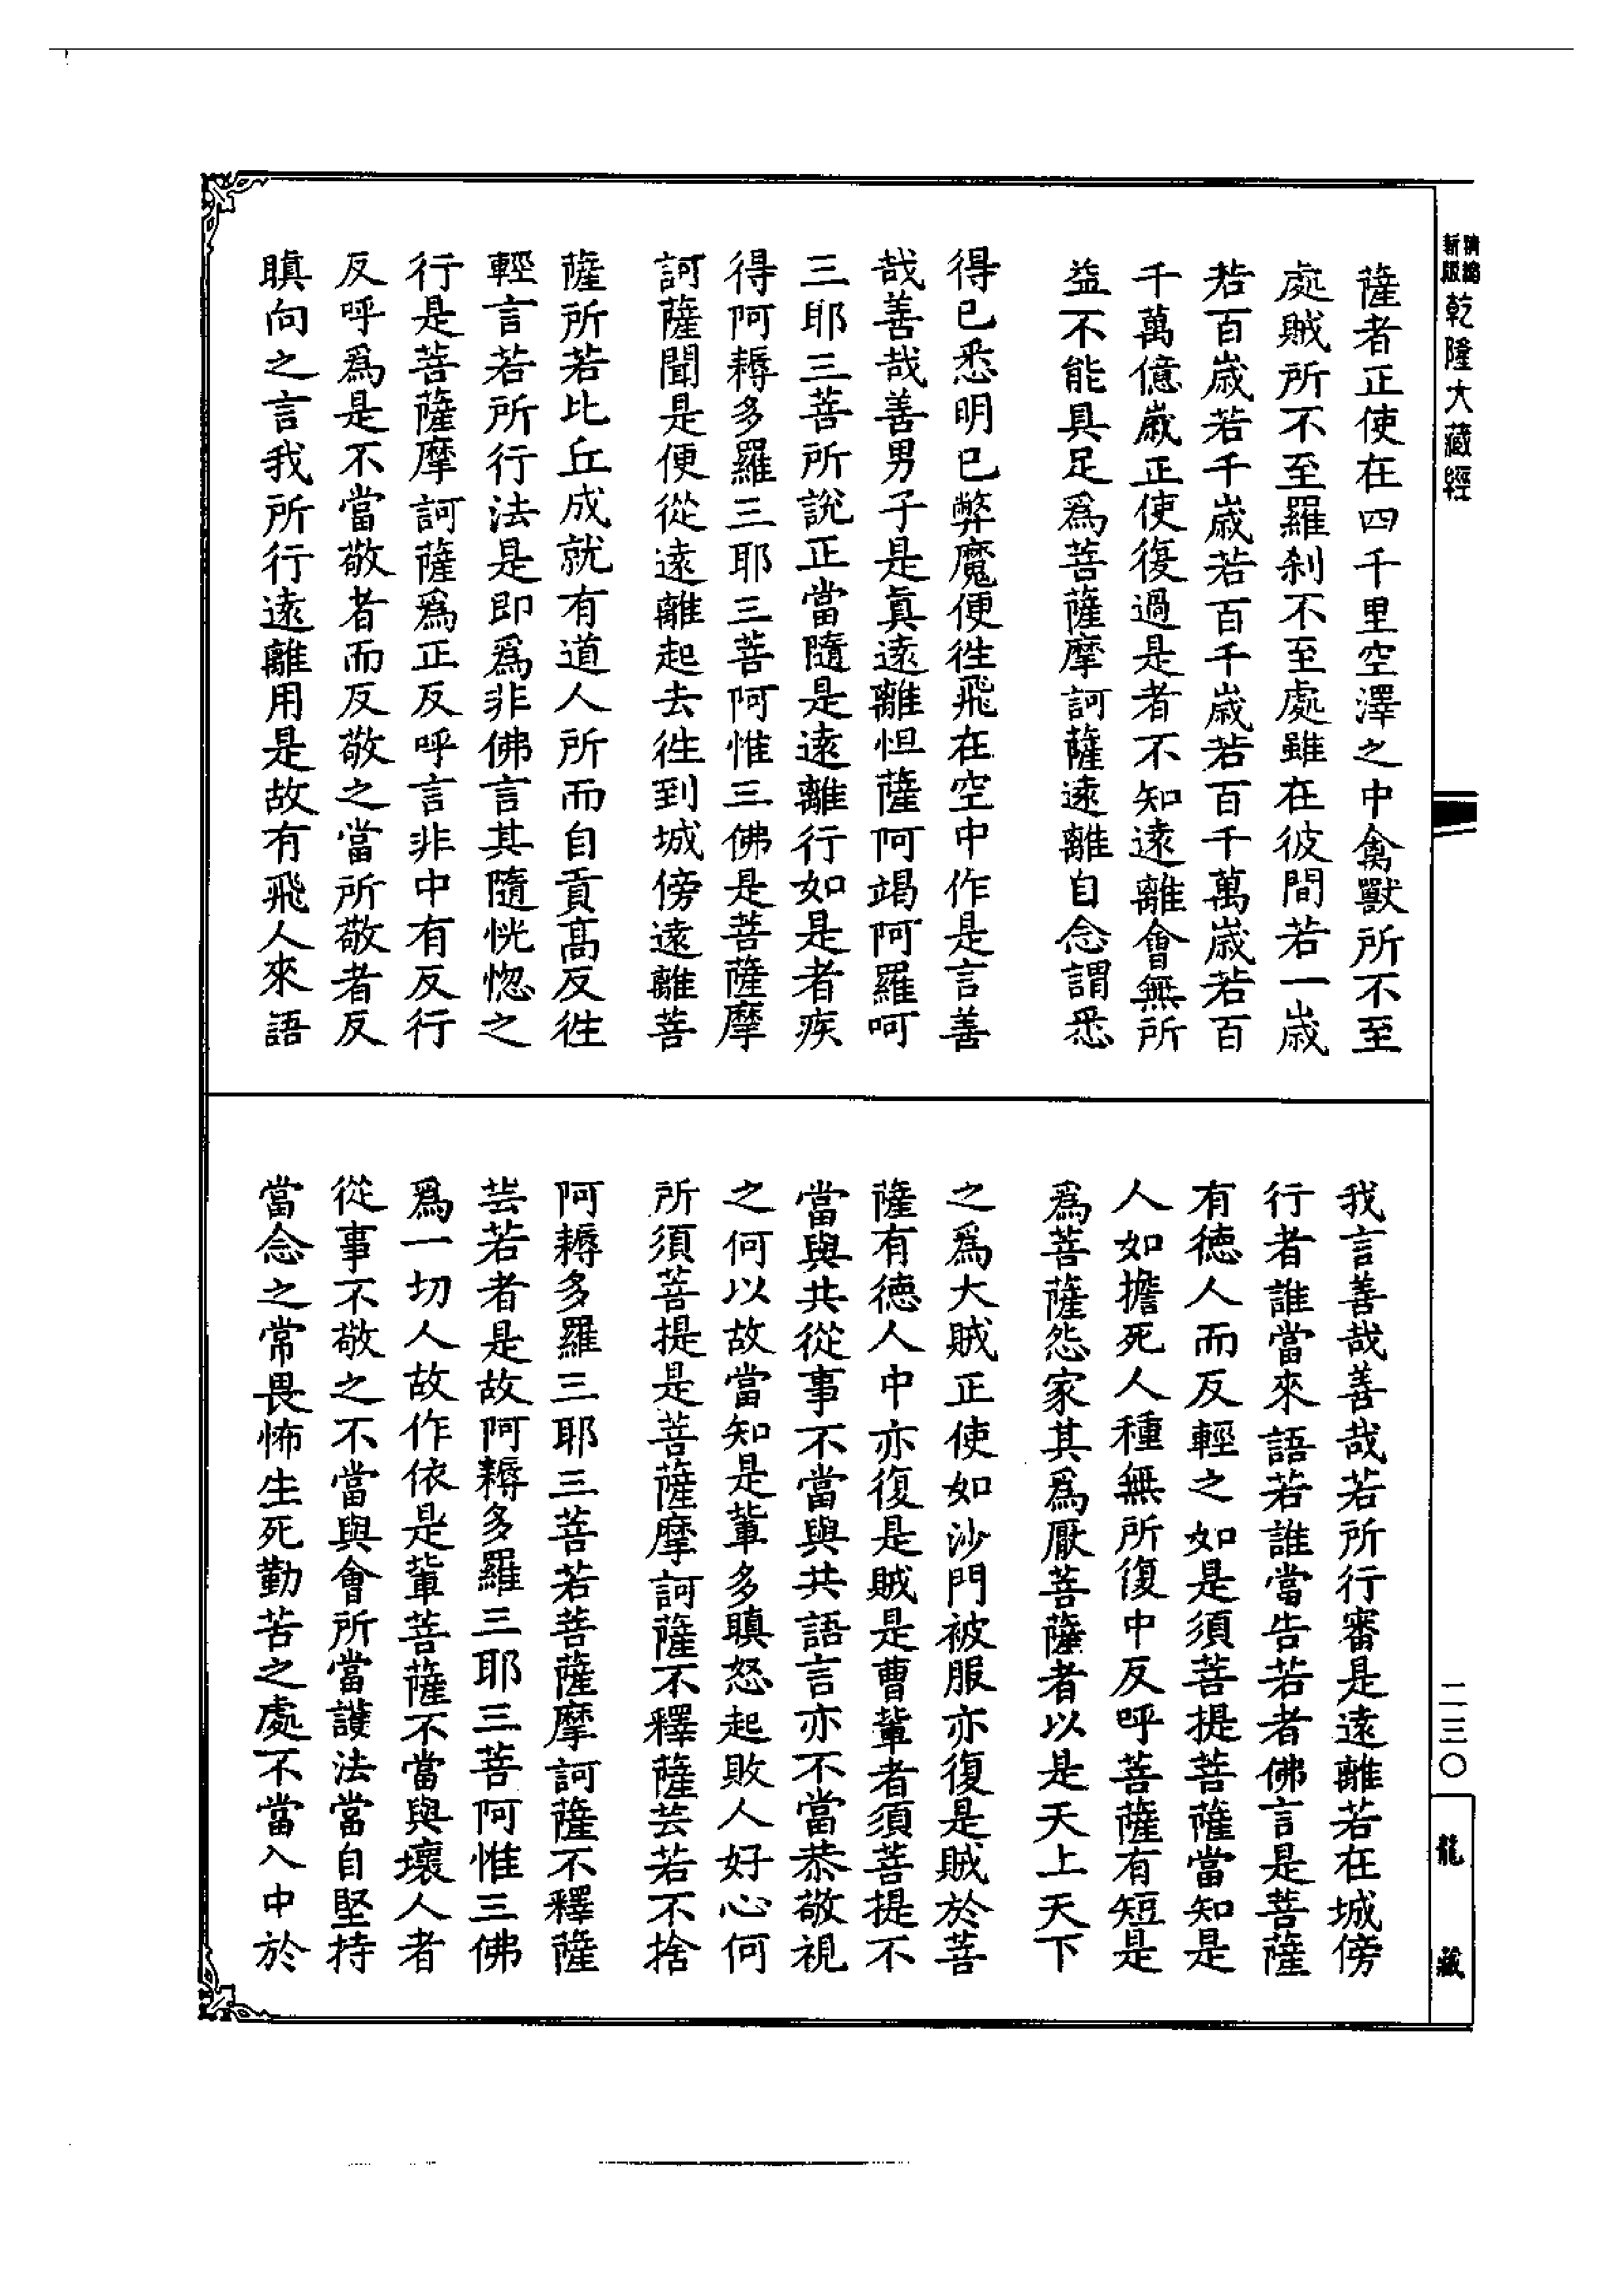 精編
新版
乾隆大藏經
薩者正使在四千里空澤之中禽獸所不至
處賊所不至羅刹不至處雖在彼間若一歳
若百歳若千歳若百千歳若百千萬歳若百
千萬億歳正使復過是者不知遠離會無所
益不能具足爲菩薩摩訶薩遠離自念謂悉
得已悉明已弊魔便徃飛在空中作是言善
哉善哉善男子是真遠離怛薩阿竭阿羅呵
三耶三菩所說正當隨是遠離行如是者疾
得阿耨多羅三耶三菩阿惟三佛是菩薩摩
訶薩聞是便從遠離起去徃到城傍遠離菩
薩所若比丘成就有道人所而自貢高反徃
輕言若所行法是即爲非佛言其隨恍惚之
行是菩薩摩訶薩爲正反呼言非中有反行
反呼爲是不當敬者而反敬之當所敬者反
瞋向之言我所行遠離用是故有飛人來語
我言善哉善哉若所行審是遠離若在城傍
行者誰當來語若誰當告若者佛言是菩薩
有徳人而反輕之如是須菩提菩薩當知是
人如擔死人種無所復中反呼菩薩有短是
爲菩薩怨家其爲厭菩薩者以是天上天下
之爲大賊正使如沙門被服亦復是賊於菩
薩有徳人中亦復是賊是曹輩者須菩提不
當與共從事不當與共語言亦不當恭敬視
之何以故當知是輩多瞋怒起敗人好心何
所須菩提是菩薩摩訶薩不釋薩芸若不捨
阿耨多羅三耶三菩若菩薩摩訶薩不釋薩
芸若者是故阿耨多羅三耶三菩阿惟三佛
爲一切人故作依是輩菩薩不當與壞人者
從事不敬之不當與會所當護法當自堅持
當念之常畏怖生死勤苦之處不當入中於
二三〇
龍藏